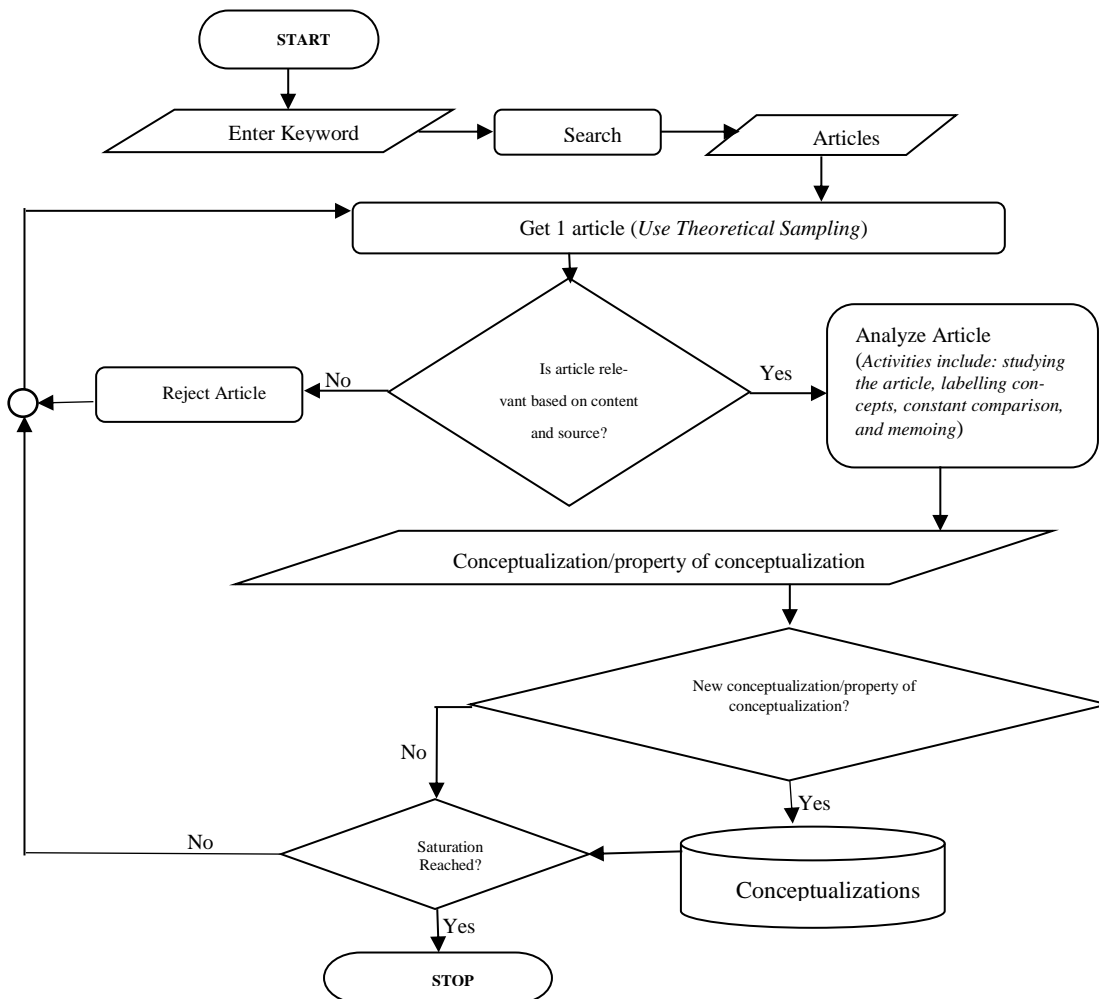 START
Enter Keyword
Search
Articles
Get 1 article (Use Theoretical Sampling)
Is article rele-
vant based on content
and source?
No
Reject Article
Yes
Analyze Article
(Activities include: studying
the article, labelling con-
cepts, constant comparison,
and memoing)
Conceptualization/property of conceptualization
New conceptualization/property of
conceptualization?
No
Yes
Conceptualizations
Saturation
Reached?
No
Yes
STOP